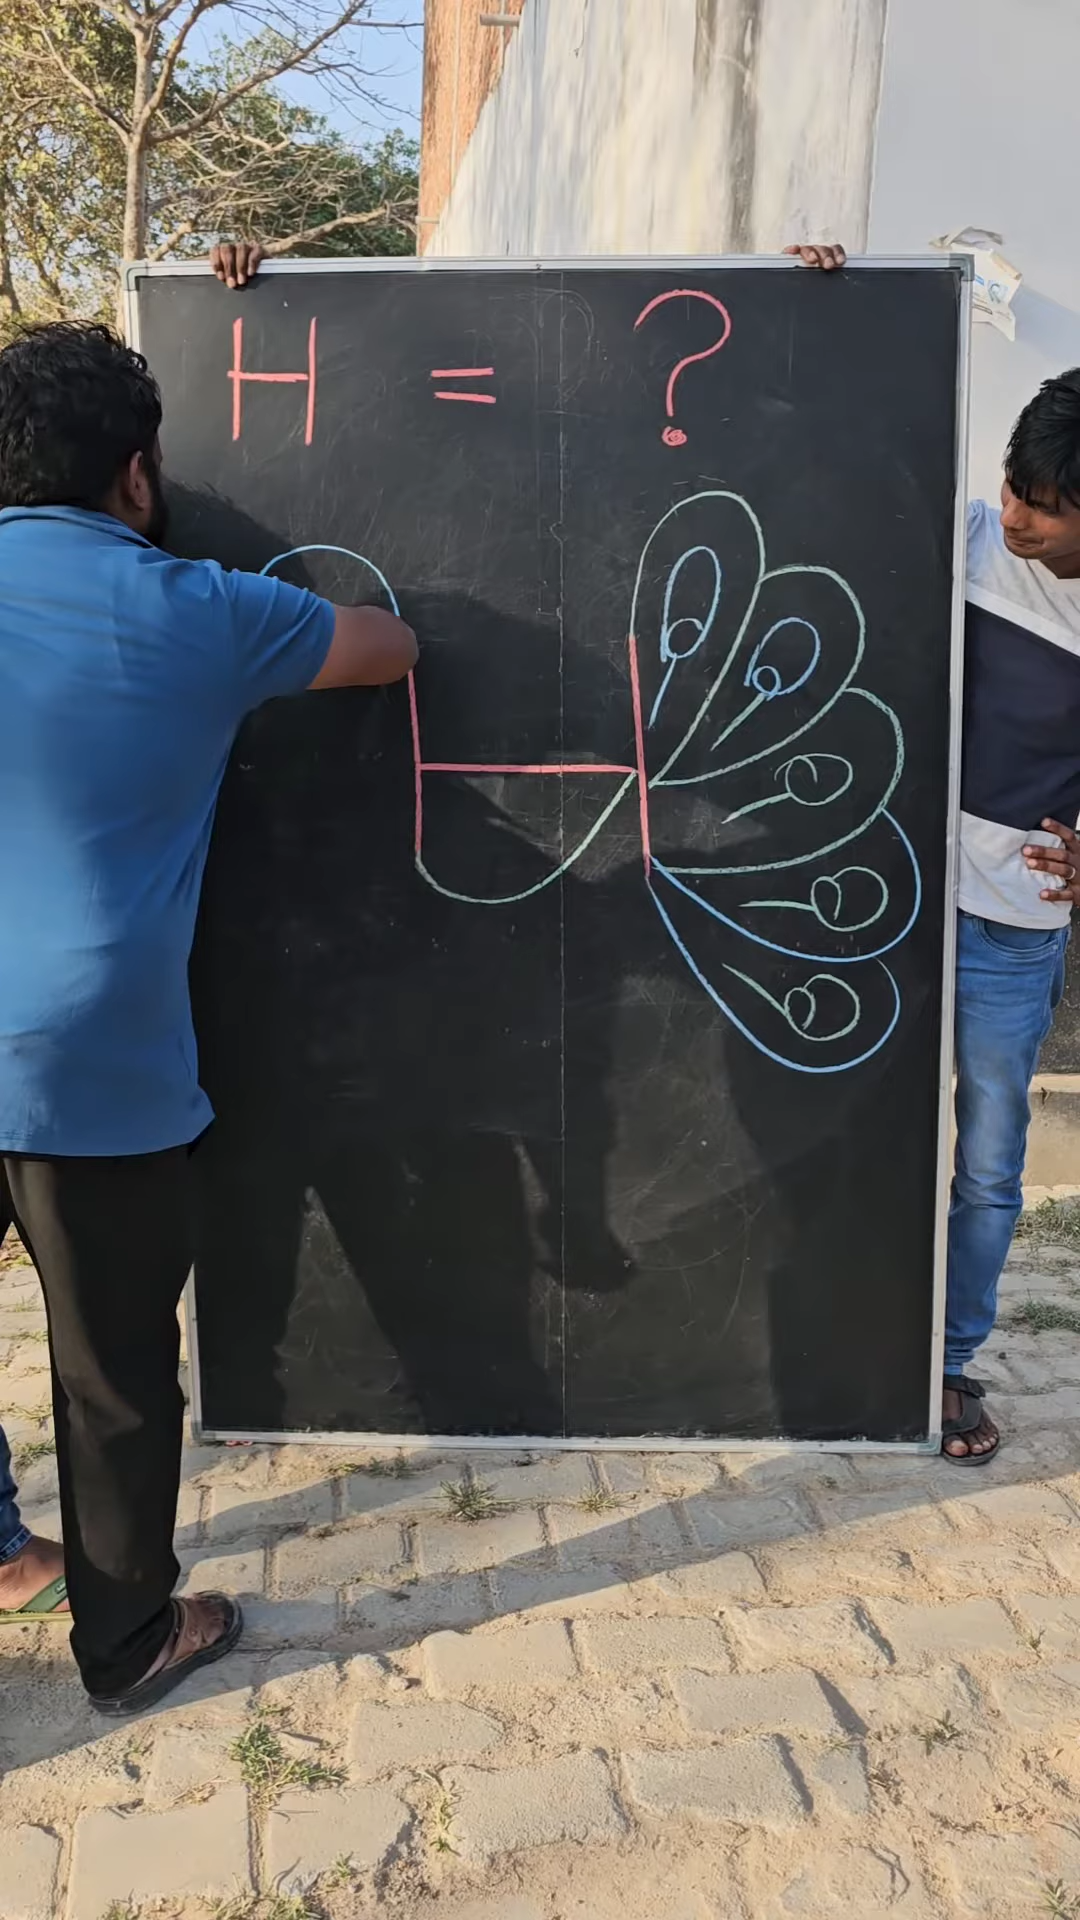 H = ?